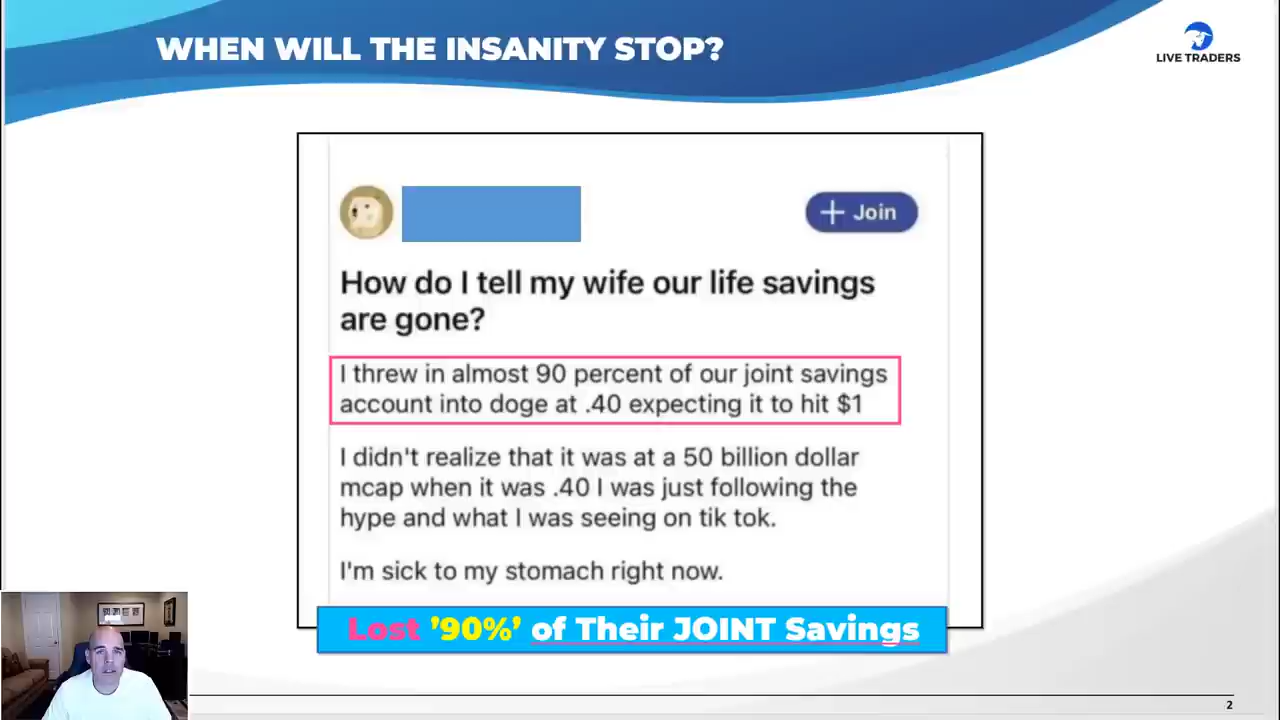 WHEN WILL THE INSANITY STOP?
LIVE TRADERS
+ Join
How do I tell my wife our life savings
are gone?
I threw in almost 90 percent of our joint savings
account into doge at .40 expecting it to hit $1
I didn't realize that it was at a 50 billion dollar
mcap when it was .40 I was just following the
hype and what I was seeing on tik tok.
I'm sick to my stomach right now.
Lost '90%' of Their JOINT Savings
2